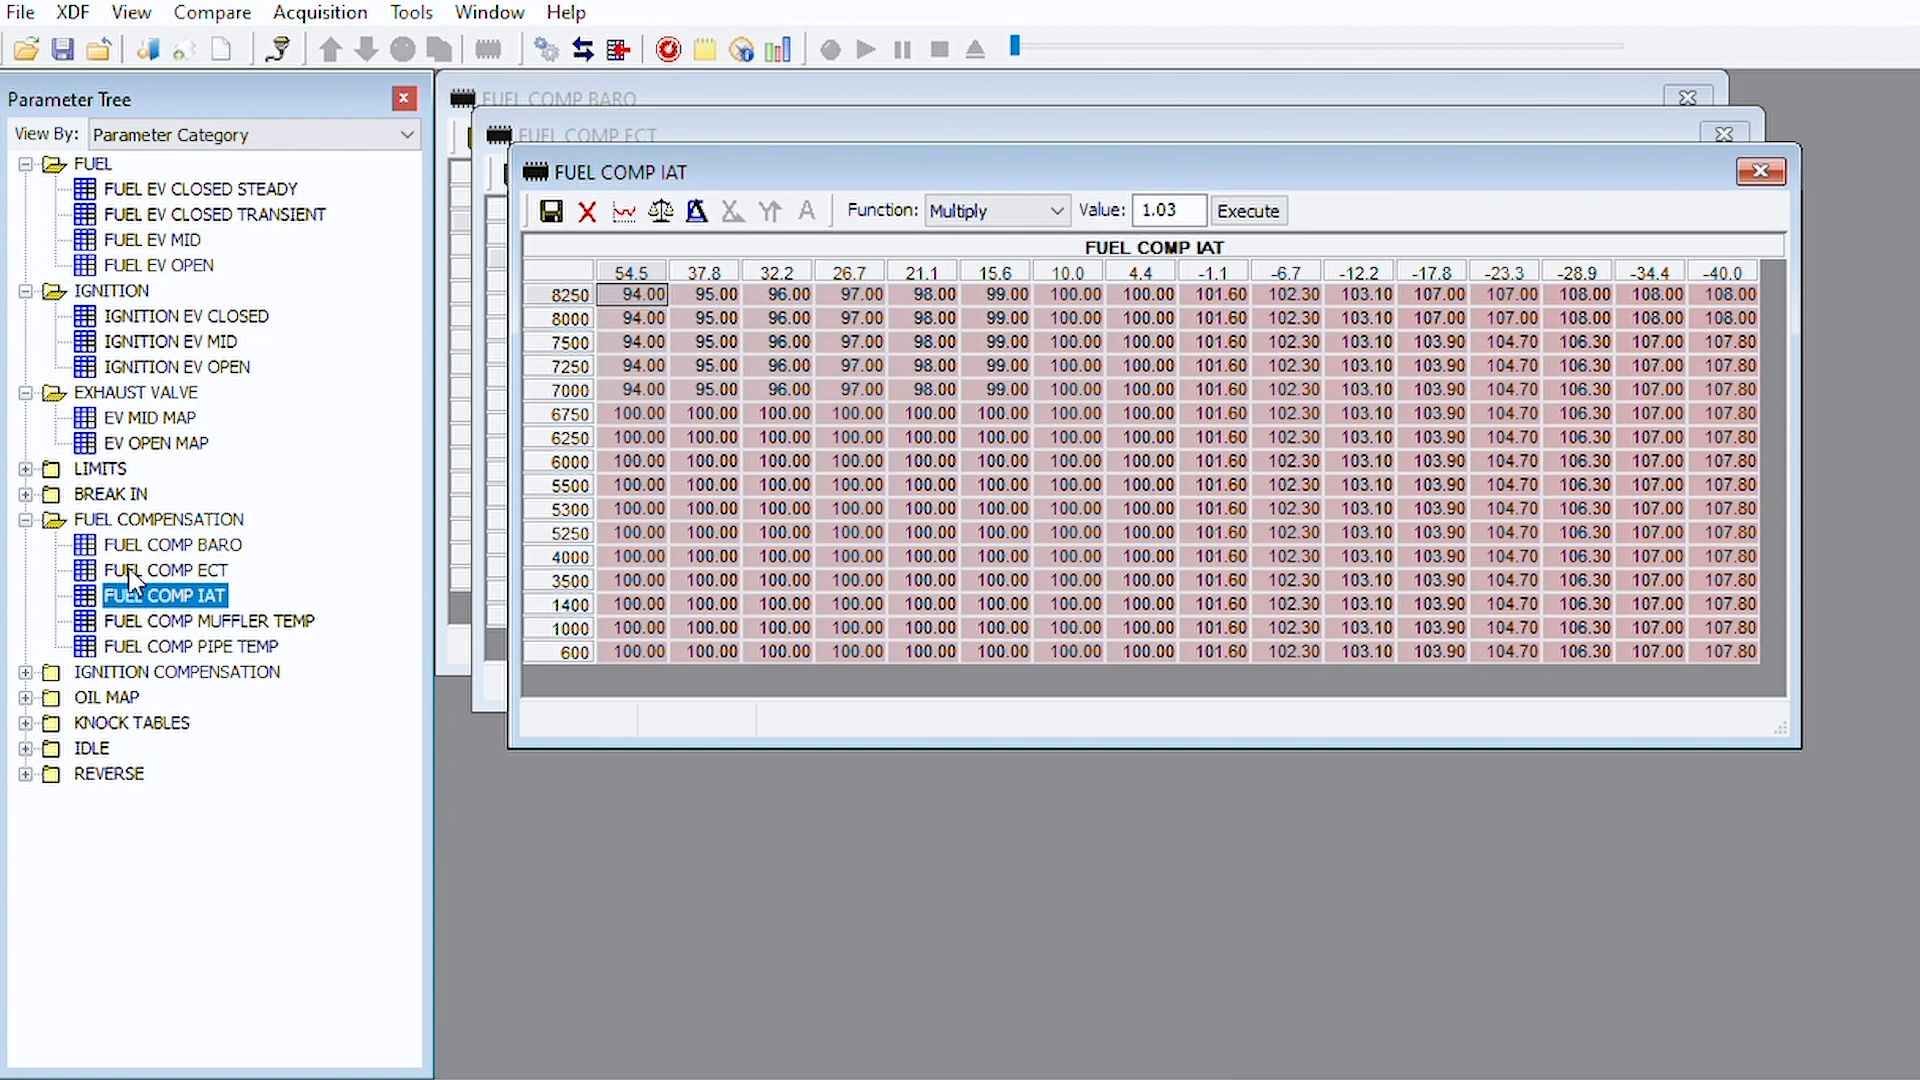 File XDF View Compare Acquisition Tools Window Help
Parameter Tree
View By: Parameter Category
FUEL
FUEL EV CLOSED STEADY
FUEL EV CLOSED TRANSIENT
FUEL EV MID
FUEL EV OPEN
IGNITION
IGNITION EV CLOSED
IGNITION EV MID
IGNITION EV OPEN
EXHAUST VALVE
EV MID MAP
EV OPEN MAP
LIMITS
BREAK IN
FUEL COMPENSATION
FUEL COMP BARO
FUEL COMP ECT
FUEL COMP IAT
FUEL COMP MUFFLER TEMP
FUEL COMP PIPE TEMP
IGNITION COMPENSATION
OIL MAP
KNOCK TABLES
IDLE
REVERSE
FUEL COMP BARO
FUEL COMP ECT
FUEL COMP IAT
Function: Multiply Value: 1.03 Execute
FUEL COMP IAT
54.5 37.8 32.2 26.7 21.1 15.6 10.0 4.4 -1.1 -6.7 -12.2 -17.8 -23.3 -28.9 -34.4 -40.0
8250 94.00 95.00 96.00 97.00 98.00 99.00 100.00 100.00 101.60 102.30 103.10 107.00 107.00 108.00 108.00 108.00
8000 94.00 95.00 96.00 97.00 98.00 99.00 100.00 100.00 101.60 102.30 103.10 107.00 107.00 108.00 108.00 108.00
7500 94.00 95.00 96.00 97.00 98.00 99.00 100.00 100.00 101.60 102.30 103.10 103.90 104.70 106.30 107.00 107.80
7250 94.00 95.00 96.00 97.00 98.00 99.00 100.00 100.00 101.60 102.30 103.10 103.90 104.70 106.30 107.00 107.80
7000 94.00 95.00 96.00 97.00 98.00 99.00 100.00 100.00 101.60 102.30 103.10 103.90 104.70 106.30 107.00 107.80
6750 100.00 100.00 100.00 100.00 100.00 100.00 100.00 100.00 101.60 102.30 103.10 103.90 104.70 106.30 107.00 107.80
6250 100.00 100.00 100.00 100.00 100.00 100.00 100.00 100.00 101.60 102.30 103.10 103.90 104.70 106.30 107.00 107.80
6000 100.00 100.00 100.00 100.00 100.00 100.00 100.00 100.00 101.60 102.30 103.10 103.90 104.70 106.30 107.00 107.80
5500 100.00 100.00 100.00 100.00 100.00 100.00 100.00 100.00 101.60 102.30 103.10 103.90 104.70 106.30 107.00 107.80
5300 100.00 100.00 100.00 100.00 100.00 100.00 100.00 100.00 101.60 102.30 103.10 103.90 104.70 106.30 107.00 107.80
5250 100.00 100.00 100.00 100.00 100.00 100.00 100.00 100.00 101.60 102.30 103.10 103.90 104.70 106.30 107.00 107.80
4000 100.00 100.00 100.00 100.00 100.00 100.00 100.00 100.00 101.60 102.30 103.10 103.90 104.70 106.30 107.00 107.80
3500 100.00 100.00 100.00 100.00 100.00 100.00 100.00 100.00 101.60 102.30 103.10 103.90 104.70 106.30 107.00 107.80
1400 100.00 100.00 100.00 100.00 100.00 100.00 100.00 100.00 101.60 102.30 103.10 103.90 104.70 106.30 107.00 107.80
1000 100.00 100.00 100.00 100.00 100.00 100.00 100.00 100.00 101.60 102.30 103.10 103.90 104.70 106.30 107.00 107.80
600 100.00 100.00 100.00 100.00 100.00 100.00 100.00 100.00 101.60 102.30 103.10 103.90 104.70 106.30 107.00 107.80